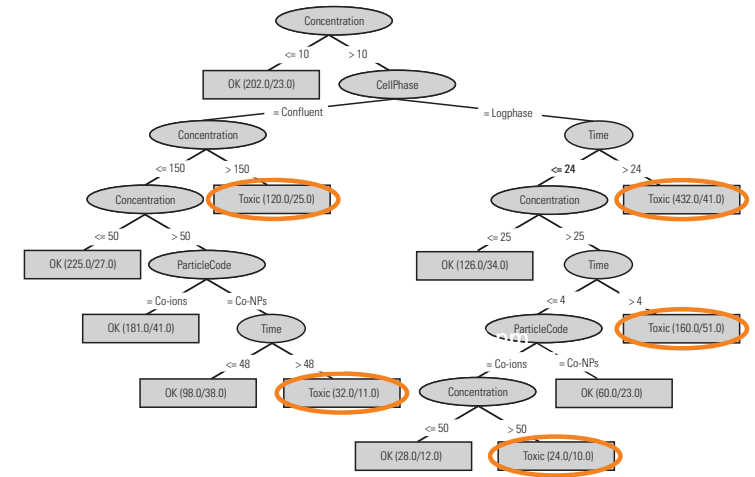 Concentration
<= 10 > 10
OK (202.0/23.0) CellPhase
= Confluent = Logphase
Concentration Time
<= 150 > 150 <= 24 > 24
Concentration Toxic (120.0/25.0) Concentration Toxic (432.0/41.0)
<= 50 > 50 <= 25 > 25
OK (225.0/27.0) ParticleCode OK (126.0/34.0) Time
= Co-ions = Co-NPs <= 4 > 4
OK (181.0/41.0) Time ParticleCode Toxic (160.0/51.0)
<= 48 > 48 = Co-ions = Co-NPs
OK (98.0/38.0) Toxic (32.0/11.0) Concentration OK (60.0/23.0)
<= 50 > 50
OK (28.0/12.0) Toxic (24.0/10.0)